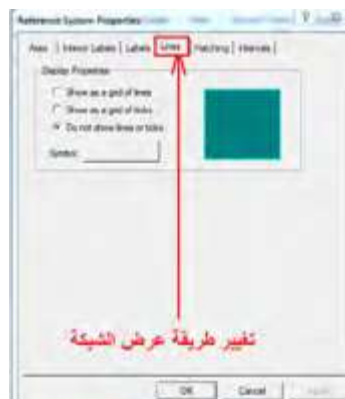 Reference System Properties
Axes | Interior Labels | Labels | Lines | Hatching | Intervals
Display Properties
Show as a grid of lines
Show as a grid of ticks
Do not show lines or ticks
Symbol:
تغيير طريقة عرض الشبكة
OK Cancel Apply